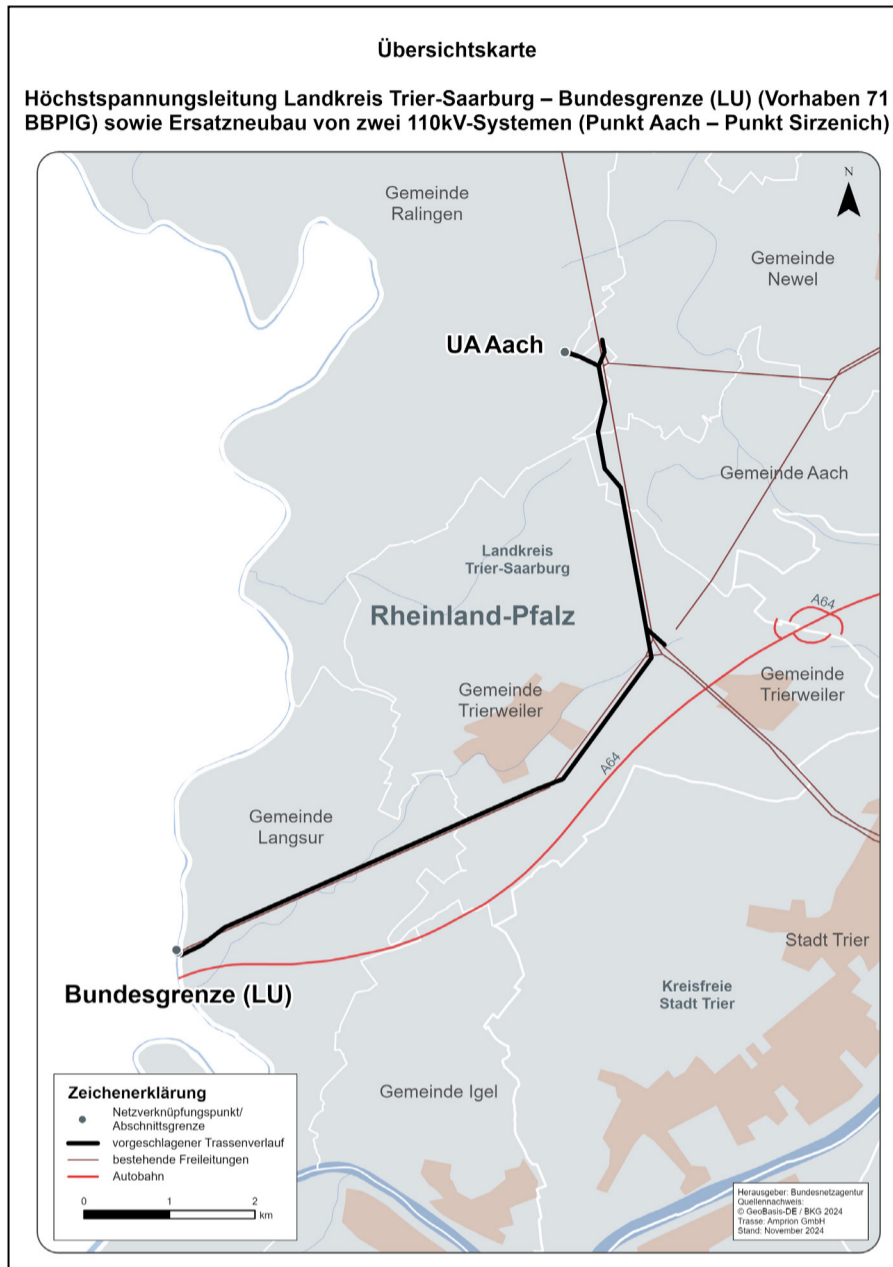 Übersichtskarte
Höchstspannungsleitung Landkreis Trier-Saarburg – Bundesgrenze (LU) (Vorhaben 71
BBPlG) sowie Ersatzneubau von zwei 110kV-Systemen (Punkt Aach – Punkt Sirzenich)
N
Gemeinde
Ralingen
Gemeinde
Newel
UA Aach
Gemeinde Aach
Landkreis
Trier-Saarburg
Rheinland-Pfalz
A64
Gemeinde
Trierweiler
Gemeinde
Trierweiler
A64
Gemeinde
Langsur
Stadt Trier
Bundesgrenze (LU)
Kreisfreie
Stadt Trier
Gemeinde Igel
Zeichenerklärung
Netzverknüpfungspunkt/
Abschnittsgrenze
vorgeschlagener Trassenverlauf
bestehende Freileitungen
Autobahn
0 1 2
km
Herausgeber: Bundesnetzagentur
Quellennachweis:
© GeoBasis-DE / BKG 2024
Trasse: Amprion GmbH
Stand: November 2024